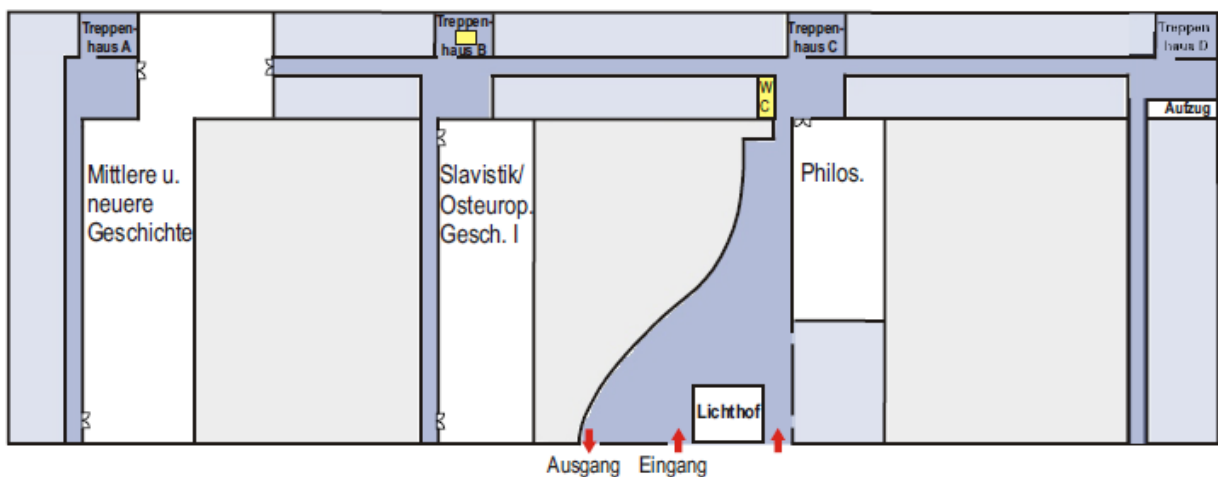 Treppen-
haus A
Treppen-
haus B
Treppen-
haus C
Treppen
haus D
W
C
Aufzug
Mittlere u.
neuere
Geschichte
Slavistik/
Osteurop.
Gesch. I
Philos.
Lichthof
Ausgang
Eingang